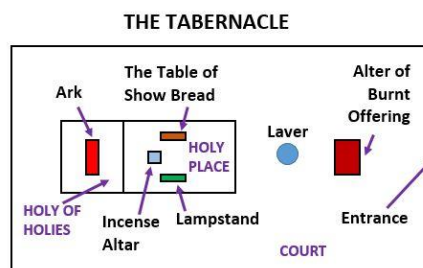 THE TABERNACLE
The Table of
Show Bread
Ark
Alter of
Burnt
Offering
Laver
HOLY
PLACE
HOLY OF
HOLIES
Incense
Altar
Lampstand
Entrance
COURT